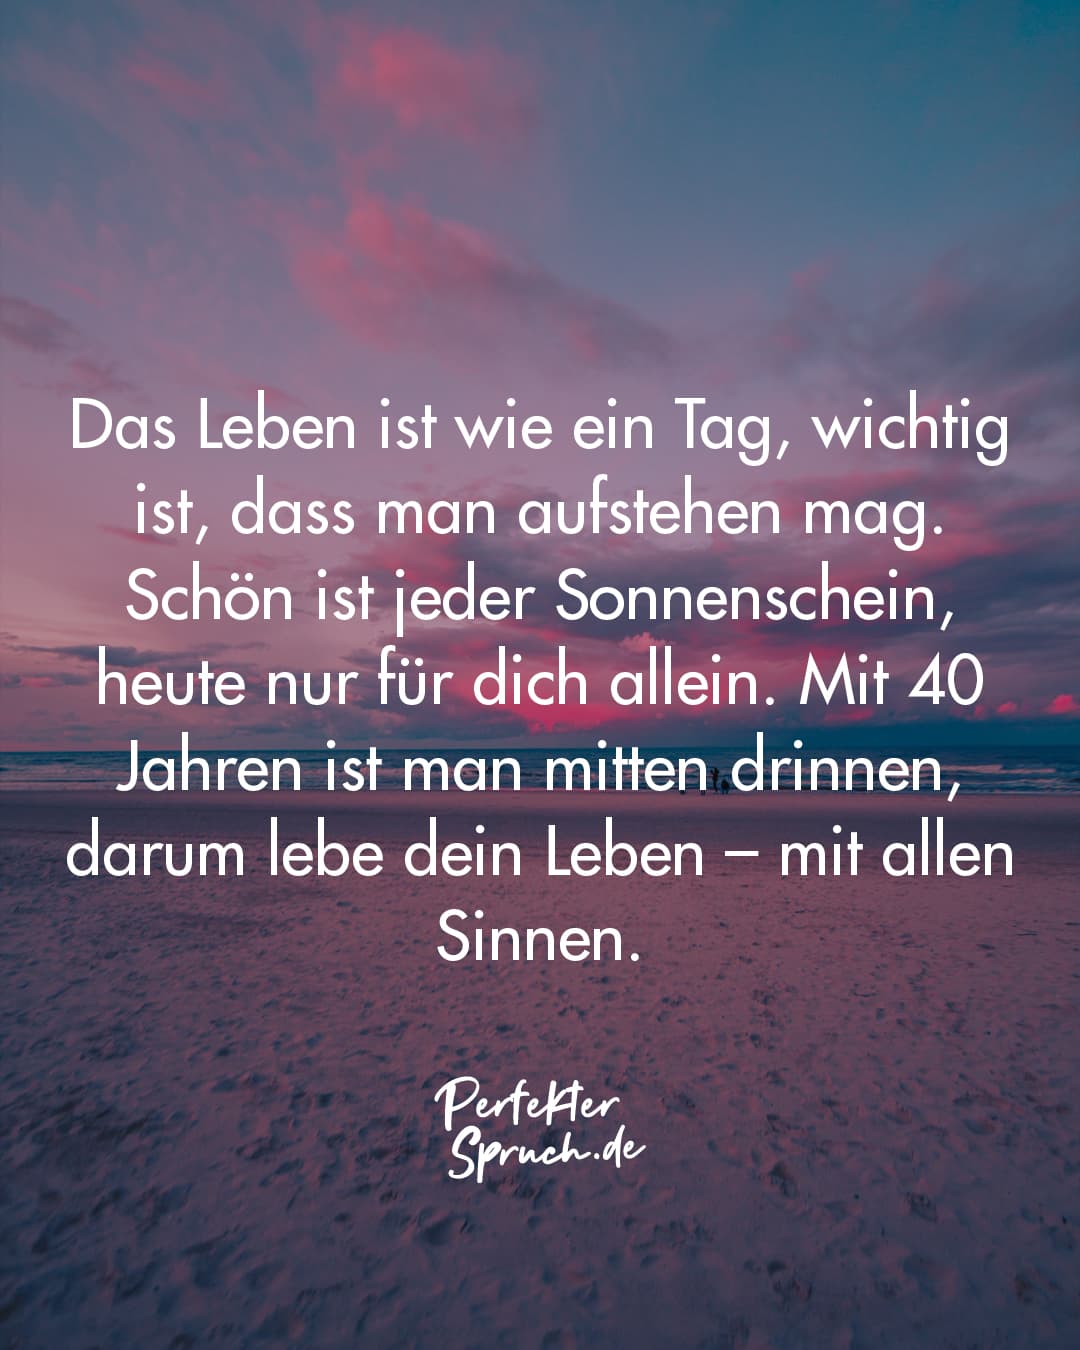 Das Leben ist wie ein Tag, wichtig
ist, dass man aufstehen mag.
Schön ist jeder Sonnenschein,
heute nur für dich allein. Mit 40
Jahren ist man mitten drinnen,
darum lebe dein Leben – mit allen
Sinnen.
Perfekter
Spruch.de